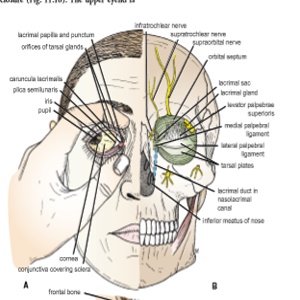 closure (Fig. 11.16). The upper eyelid is
infratrochlear nerve
supratrochlear nerve
supraorbital nerve
orbital septum
lacrimal papilla and punctum
orifices of tarsal glands
caruncula lacrimalis
plica semilunaris
iris
pupil
lacrimal sac
lacrimal gland
levator palpebrae
superioris
medial palpebral
ligament
lateral palpebral
ligament
tarsal plates
lacrimal duct in
nasolacrimal
canal
inferior meatus of nose
cornea
conjunctiva covering sclera
A
B
frontal bone